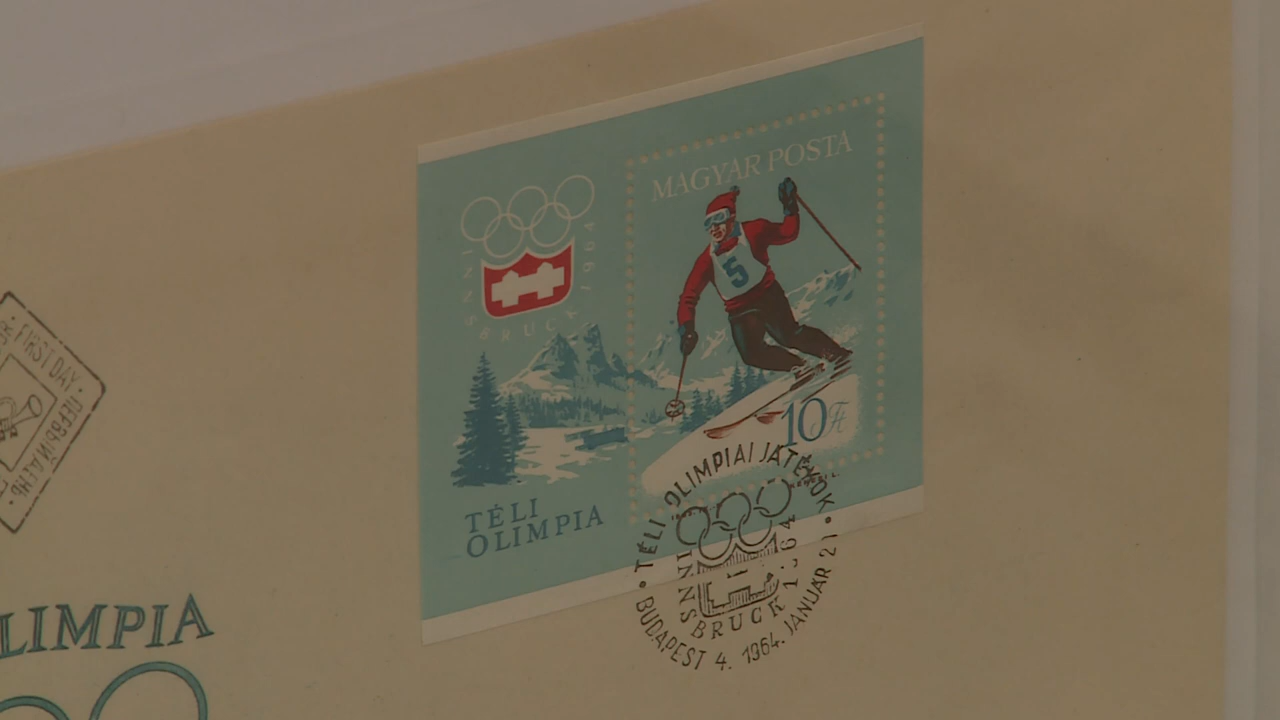 MAGYAR POSTA
INNSBRUCK 1964
5
10 Ft
TÉLI
OLIMPIA
FIRST DAY
LIMPIA
TÉLI OLIMPIAI JÁTÉKOK
INNSBRUCK 1964
BUDAPEST 4. 1964. JANUÁR